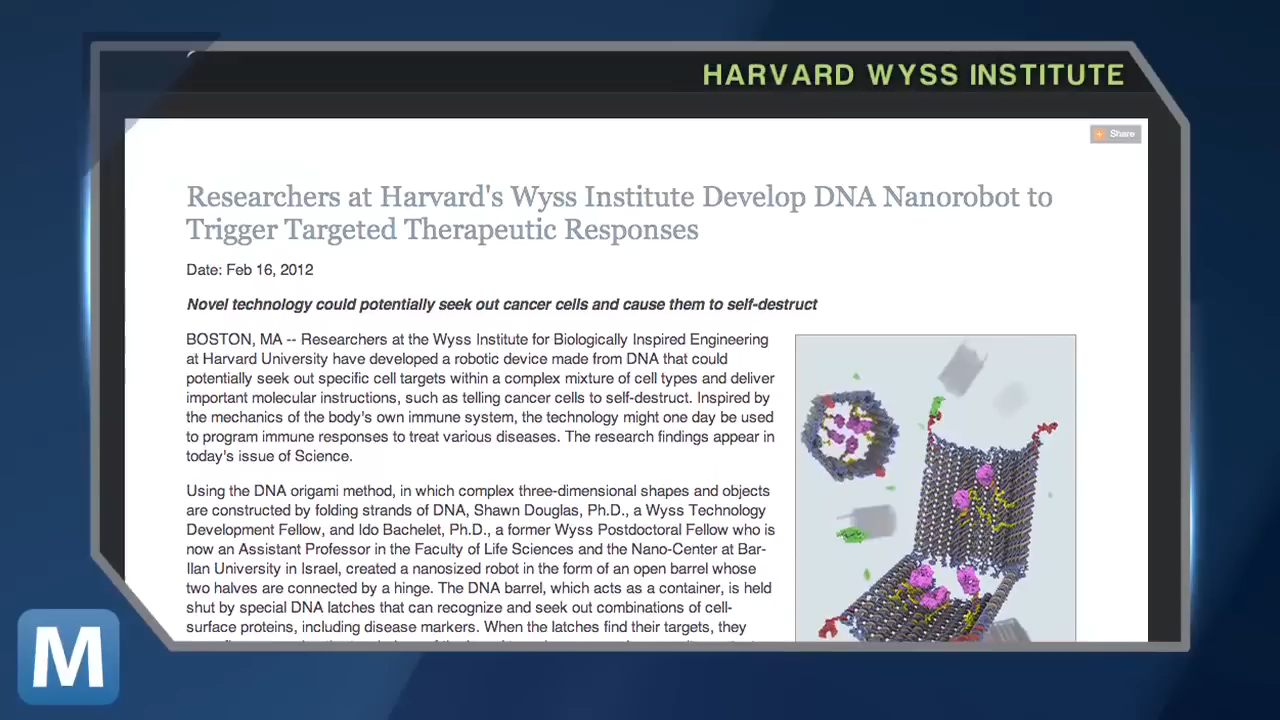 HARVARD WYSS INSTITUTE
+ Share
Researchers at Harvard's Wyss Institute Develop DNA Nanorobot to
Trigger Targeted Therapeutic Responses
Date: Feb 16, 2012
Novel technology could potentially seek out cancer cells and cause them to self-destruct
BOSTON, MA -- Researchers at the Wyss Institute for Biologically Inspired Engineering
at Harvard University have developed a robotic device made from DNA that could
potentially seek out specific cell targets within a complex mixture of cell types and deliver
important molecular instructions, such as telling cancer cells to self-destruct. Inspired by
the mechanics of the body's own immune system, the technology might one day be used
to program immune responses to treat various diseases. The research findings appear in
today's issue of Science.
Using the DNA origami method, in which complex three-dimensional shapes and objects
are constructed by folding strands of DNA, Shawn Douglas, Ph.D., a Wyss Technology
Development Fellow, and Ido Bachelet, Ph.D., a former Wyss Postdoctoral Fellow who is
now an Assistant Professor in the Faculty of Life Sciences and the Nano-Center at Bar-
Ilan University in Israel, created a nanosized robot in the form of an open barrel whose
two halves are connected by a hinge. The DNA barrel, which acts as a container, is held
shut by special DNA latches that can recognize and seek out combinations of cell-
surface proteins, including disease markers. When the latches find their targets, they
M